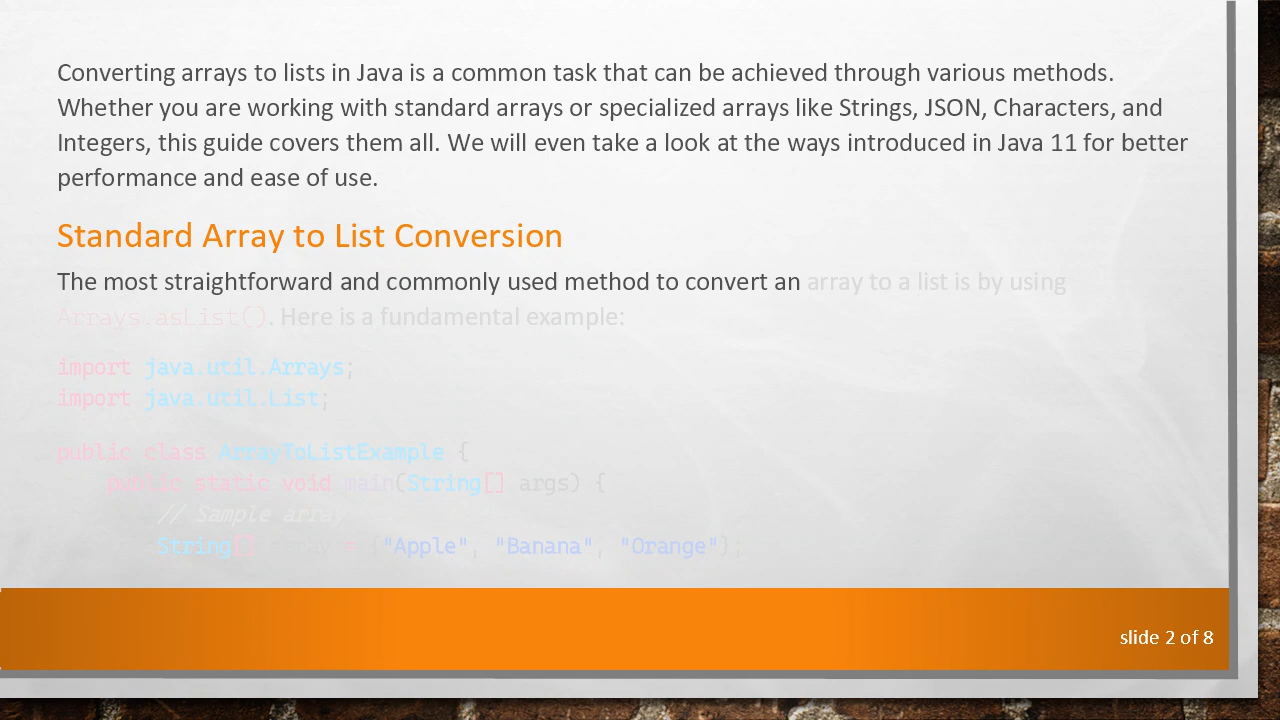 Converting arrays to lists in Java is a common task that can be achieved through various methods.
Whether you are working with standard arrays or specialized arrays like Strings, JSON, Characters, and
Integers, this guide covers them all. We will even take a look at the ways introduced in Java 11 for better
performance and ease of use.
Standard Array to List Conversion
The most straightforward and commonly used method to convert an array to a list is by using
Arrays.asList(). Here is a fundamental example:
import java.util.Arrays;
import java.util.List;
public class ArrayToListExample {
public static void main(String[] args) {
// Sample array
String[] array = {"Apple", "Banana", "Orange"};
slide 2 of 8